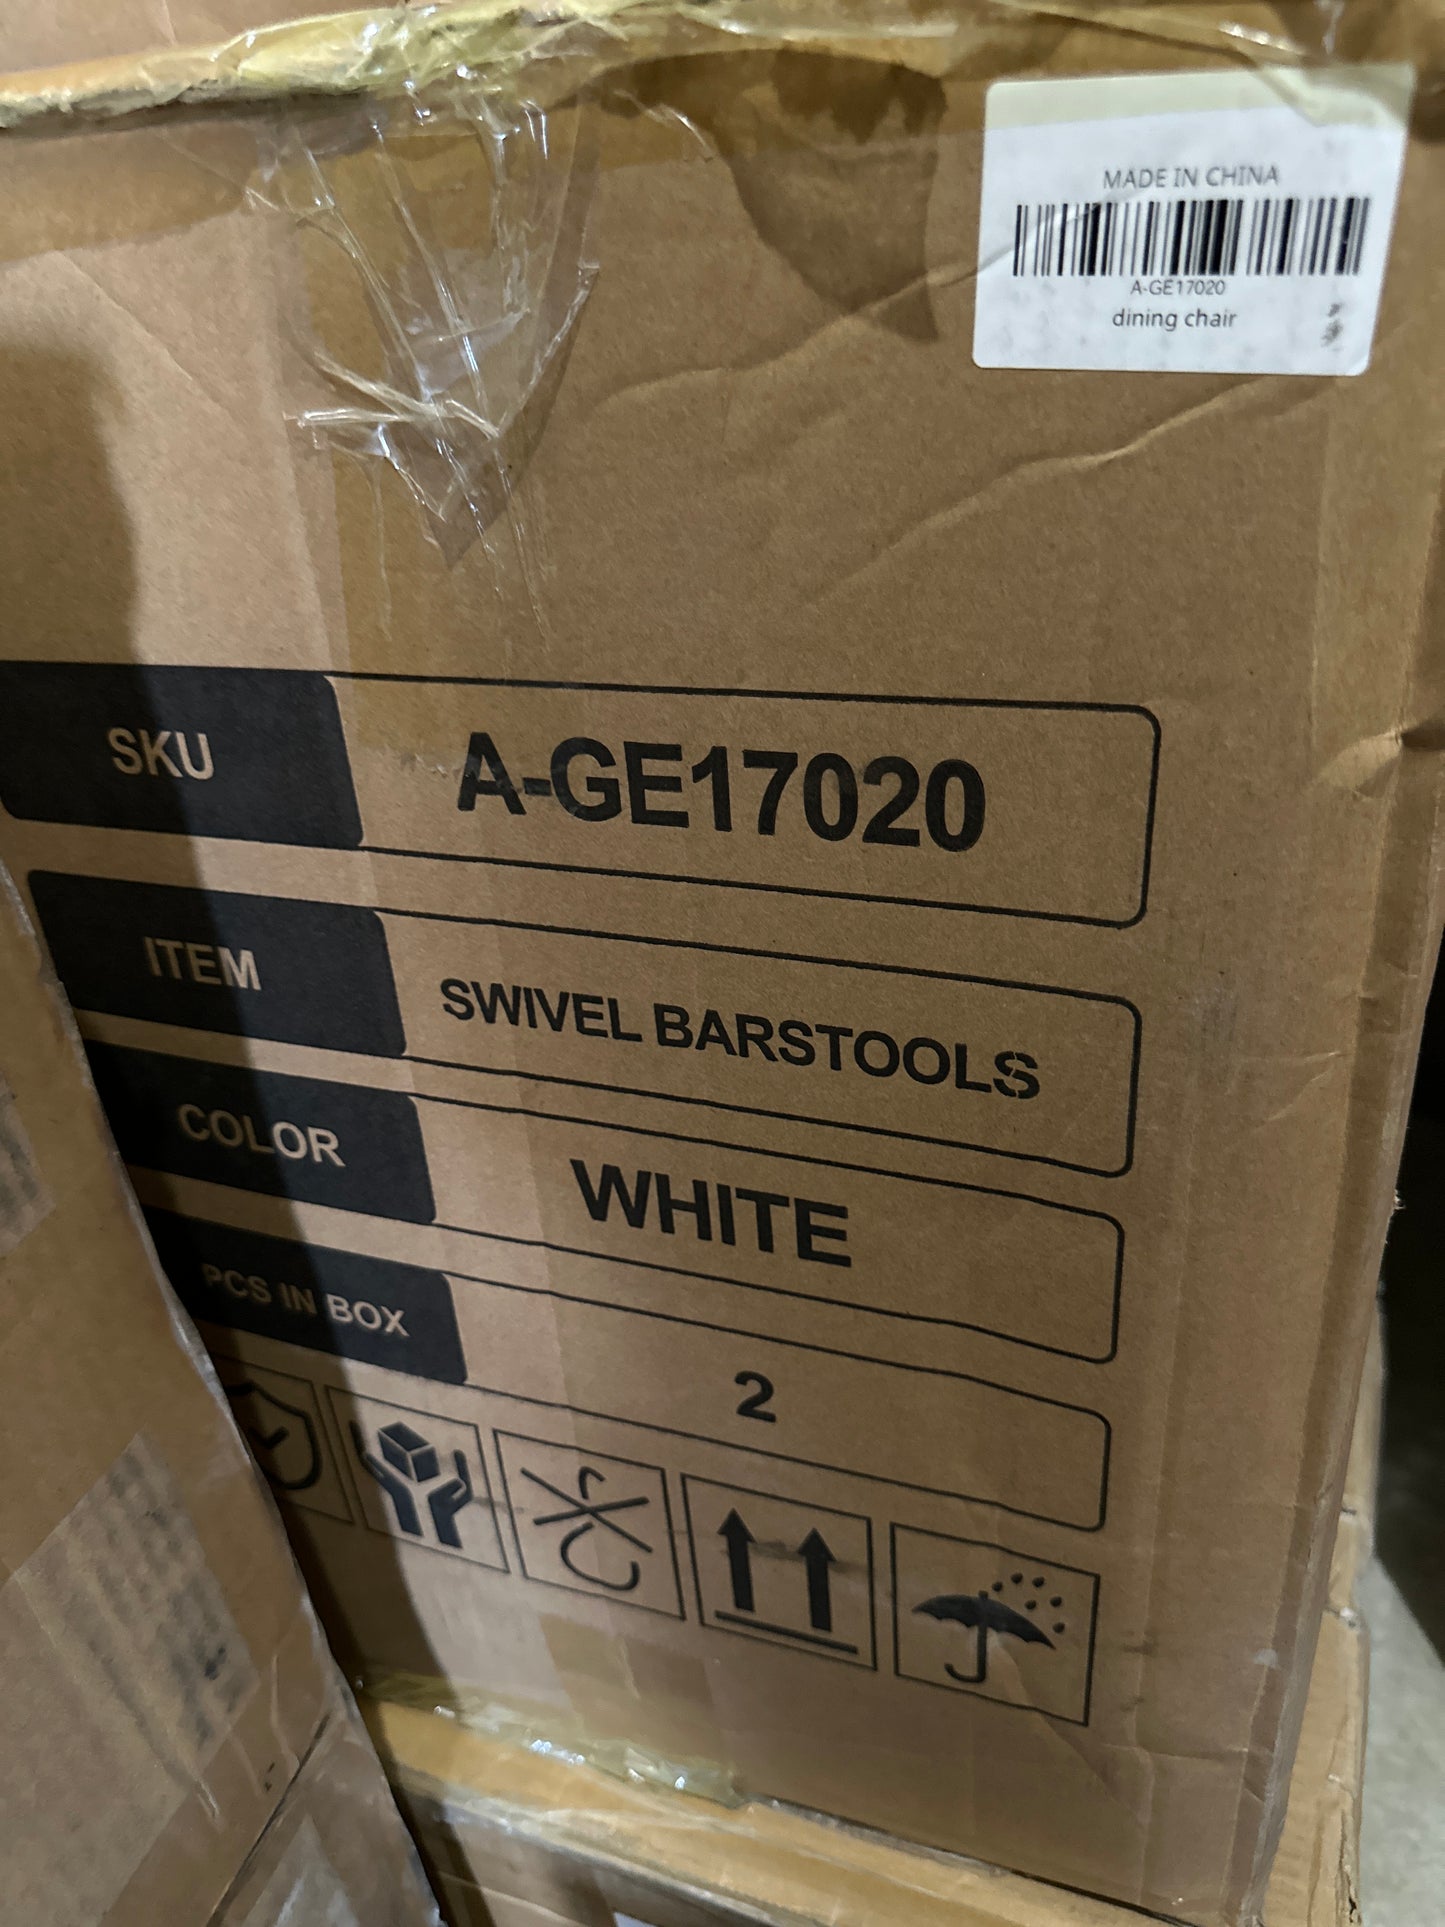 MADE IN CHINA
A-GE17020
dining chair
SKU A-GE17020
ITEM SWIVEL BARSTOOLS
COLOR WHITE
PCS IN BOX 2